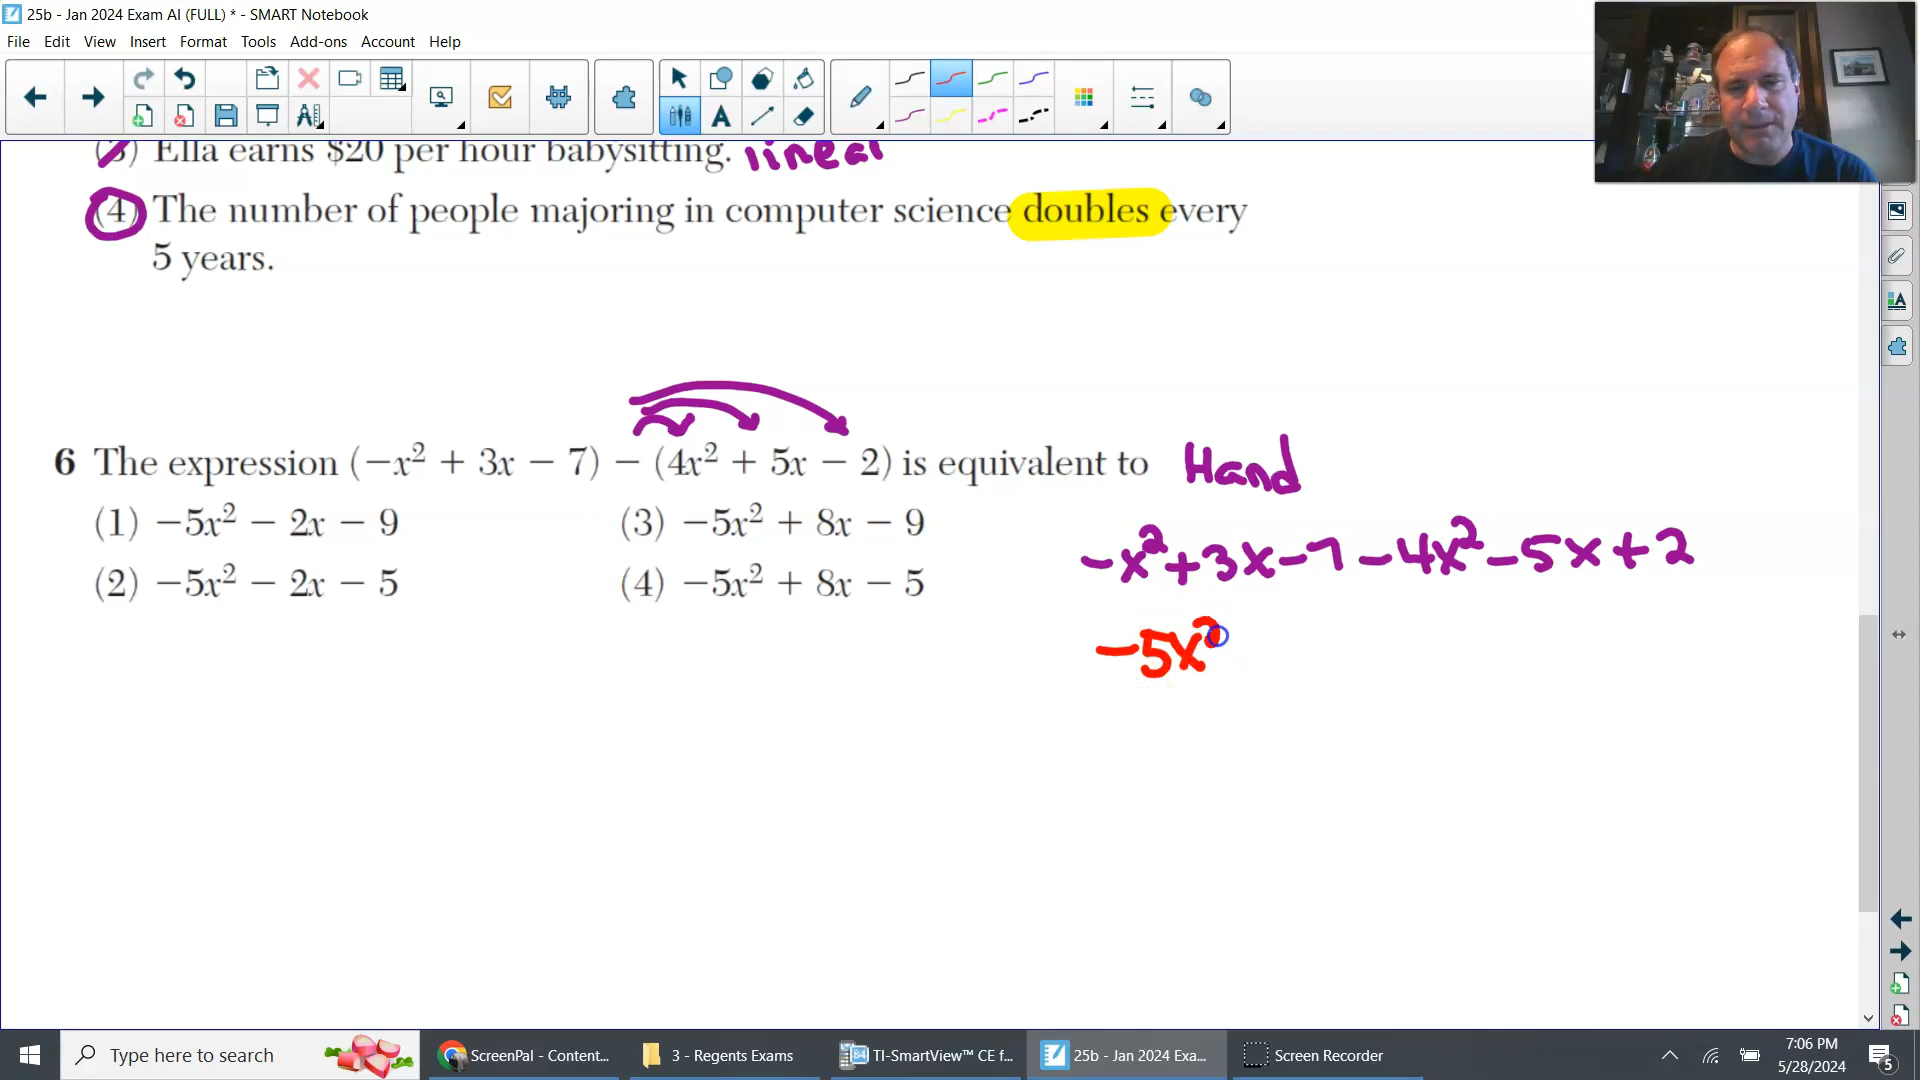 25b - Jan 2024 Exam AI (FULL) * - SMART Notebook
File Edit View Insert Format Tools Add-ons Account Help
(3) Ella earns $20 per hour babysitting. linear
(4) The number of people majoring in computer science doubles every
5 years.
6 The expression (−x² + 3x − 7) − (4x² + 5x − 2) is equivalent to Hand
(1) −5x² − 2x − 9 (3) −5x² + 8x − 9
(2) −5x² − 2x − 5 (4) −5x² + 8x − 5
-x²+3x-7-4x²-5x+2
-5x²
Type here to search
ScreenPal - Content...
3 - Regents Exams
TI-SmartView™ CE f...
25b - Jan 2024 Exa...
Screen Recorder
7:06 PM
5/28/2024
5